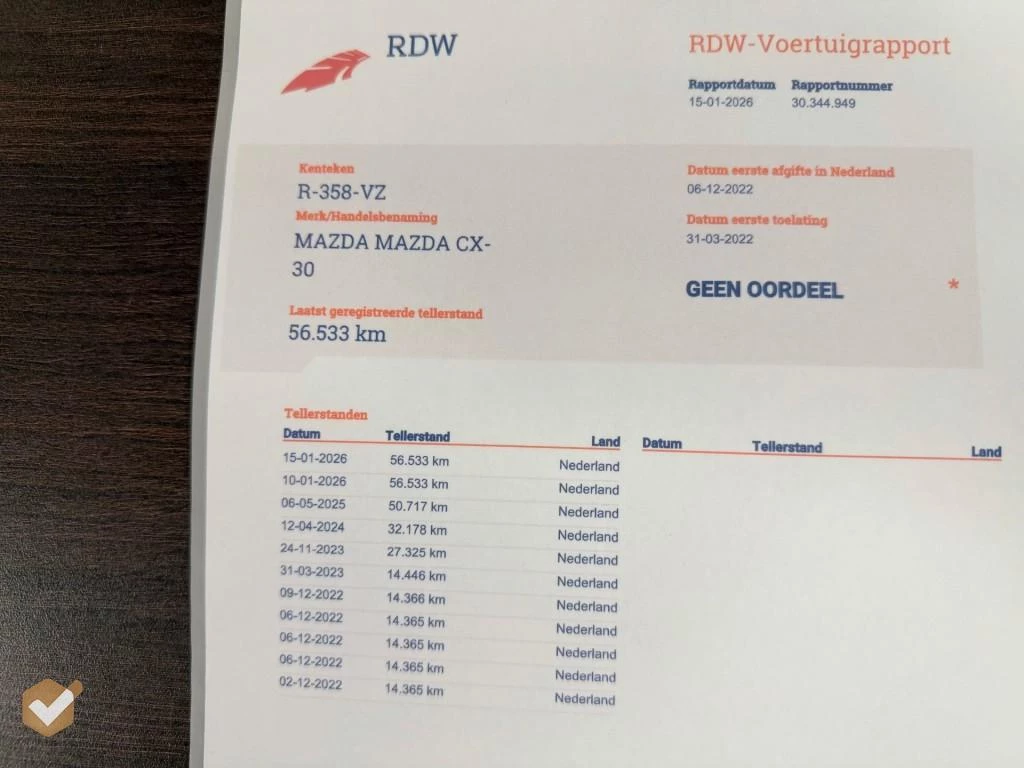 RDW
RDW-Voertuigrapport
Rapportdatum Rapportnummer
15-01-2026 30.344.949
Kenteken
R-358-VZ
Merk/Handelsbenaming
MAZDA MAZDA CX-
30
Laatst geregistreerde tellerstand
56.533 km
Datum eerste afgifte in Nederland
06-12-2022
Datum eerste toelating
31-03-2022
GEEN OORDEEL *
Tellerstanden
Datum Tellerstand Land Datum Tellerstand Land
15-01-2026 56.533 km Nederland
10-01-2026 56.533 km Nederland
06-05-2025 50.717 km Nederland
12-04-2024 32.178 km Nederland
24-11-2023 27.325 km Nederland
31-03-2023 14.446 km Nederland
09-12-2022 14.366 km Nederland
06-12-2022 14.365 km Nederland
06-12-2022 14.365 km Nederland
06-12-2022 14.365 km Nederland
02-12-2022 14.365 km Nederland